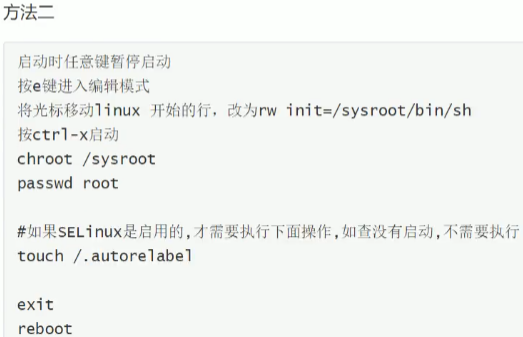 方法二
启动时任意键暂停启动
按e键进入编辑模式
将光标移动linux 开始的行，改为rw init=/sysroot/bin/sh
按ctrl-x启动
chroot /sysroot
passwd root
#如果SELinux是启用的,才需要执行下面操作,如查没有启动,不需要执行
touch /.autorelabel
exit
reboot